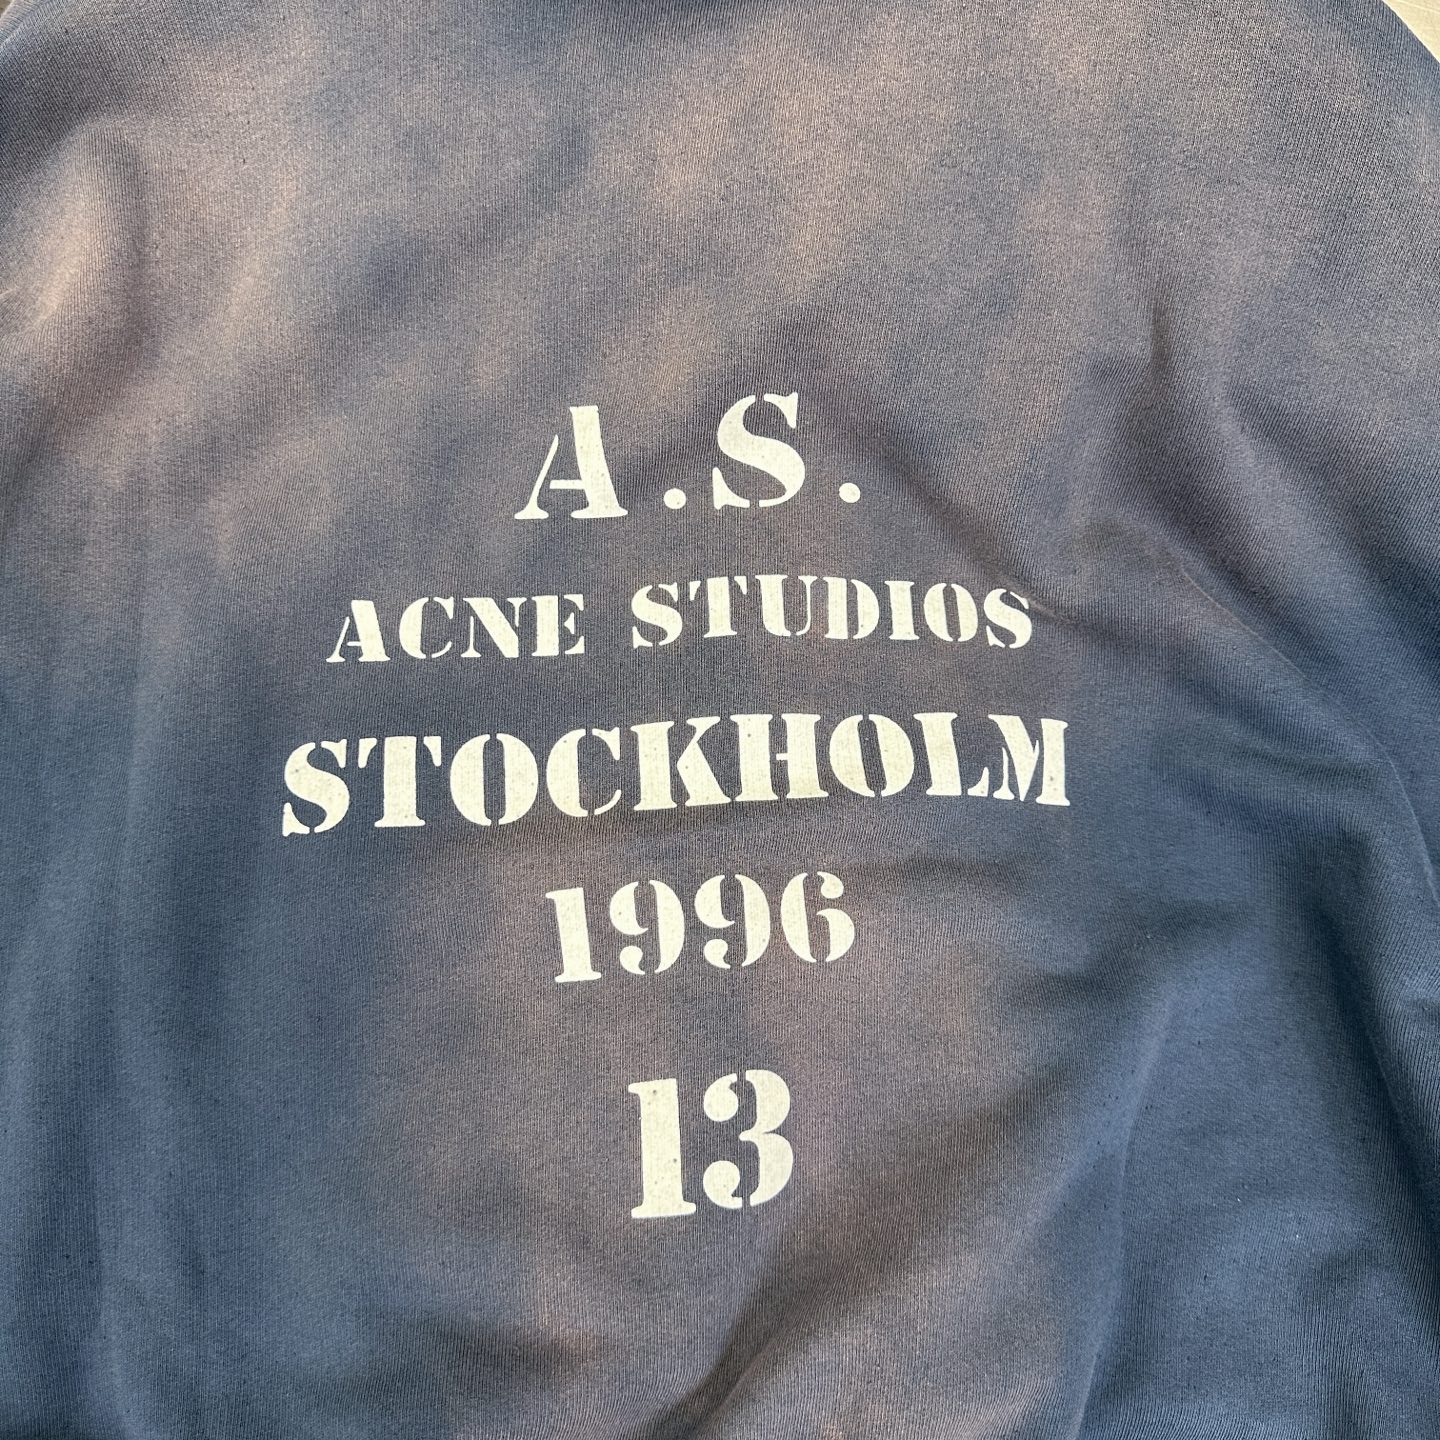 A.S.
ACNE STUDIOS
STOCKHOLM
1996
13